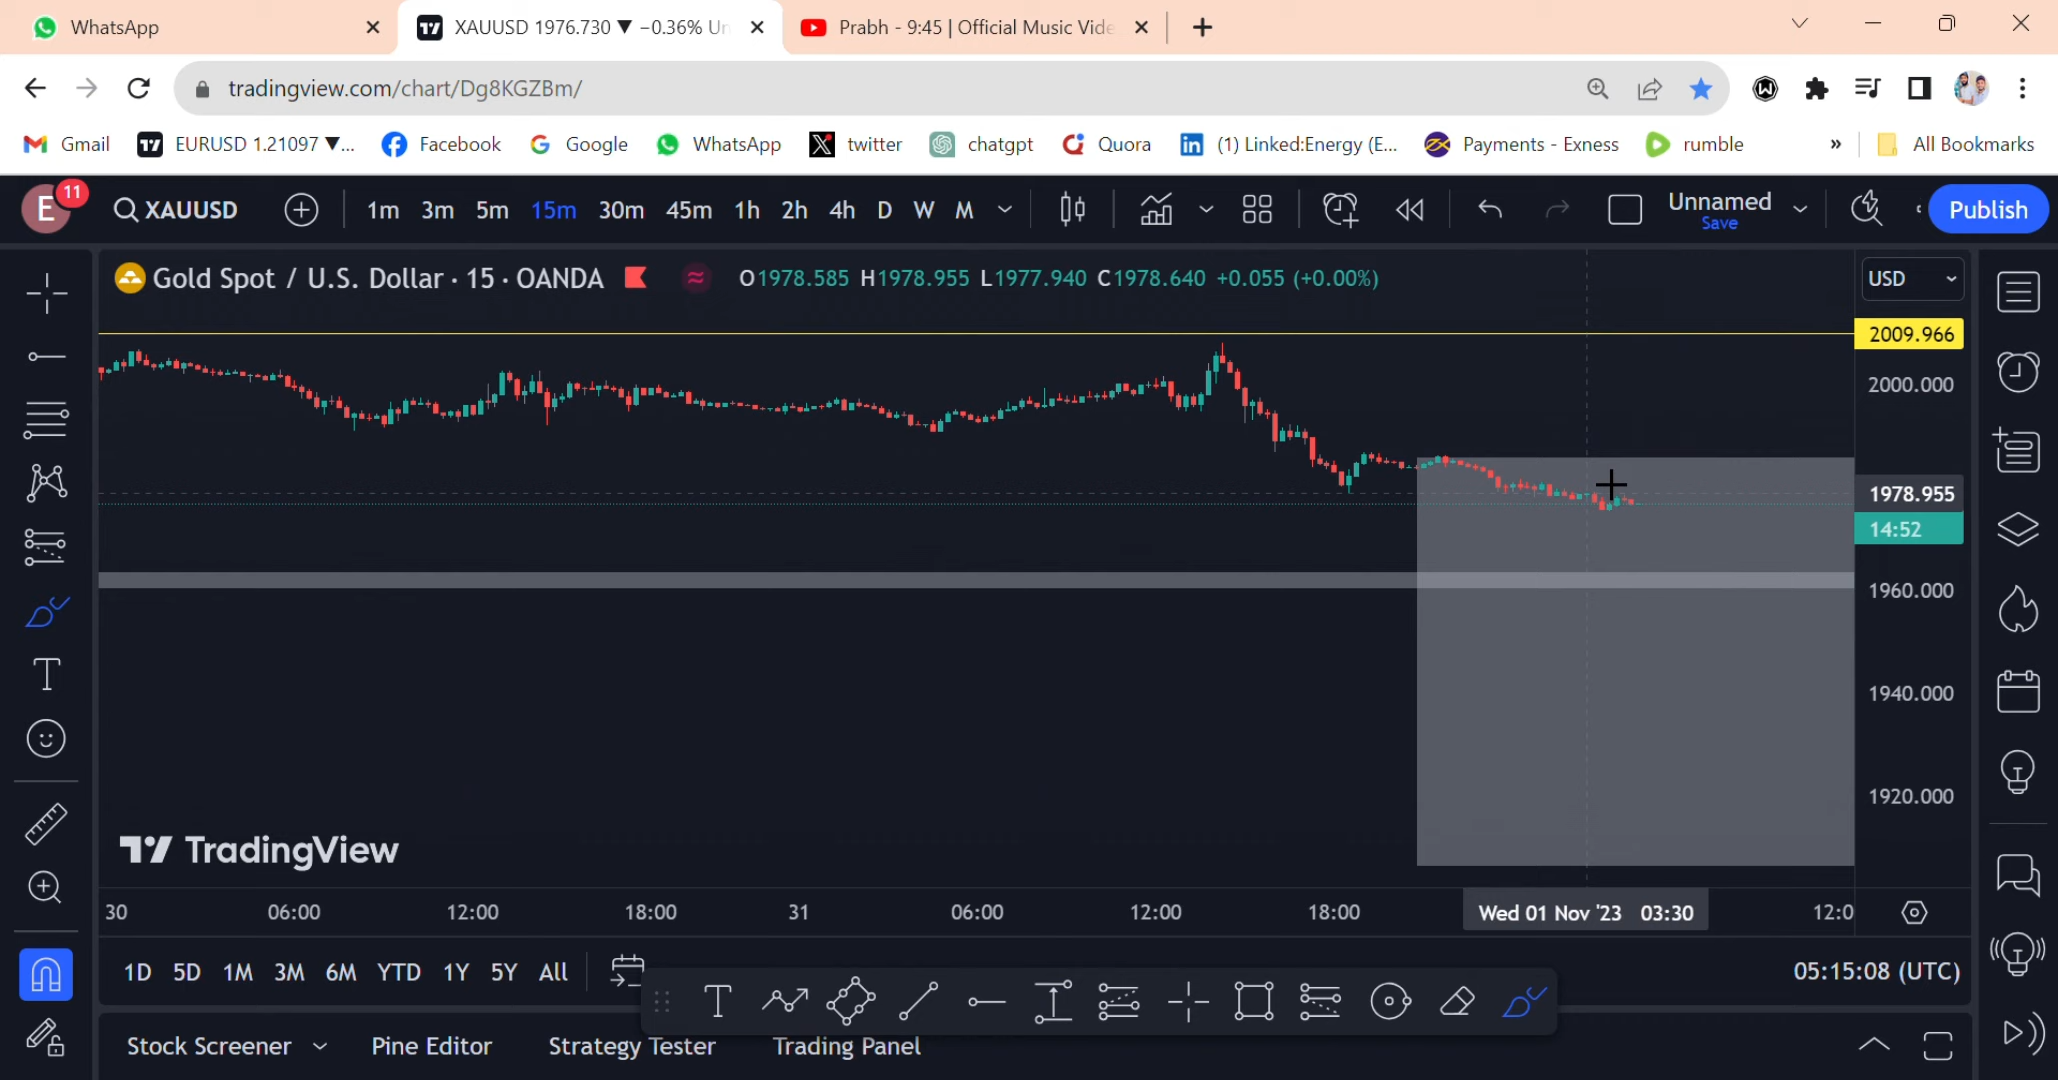 WhatsApp
XAUUSD 1976.730 ▼ −0.36% Ur
Prabh - 9:45 | Official Music Vide
tradingview.com/chart/Dg8KGZBm/
Gmail EURUSD 1.21097 ▼... Facebook Google WhatsApp twitter chatgpt Quora (1) Linked:Energy (E... Payments - Exness rumble » All Bookmarks
E 11 XAUUSD 1m 3m 5m 15m 30m 45m 1h 2h 4h D W M Unnamed Publish
Save
Gold Spot / U.S. Dollar · 15 · OANDA O1978.585 H1978.955 L1977.940 C1978.640 +0.055 (+0.00%) USD
2009.966
2000.000
1978.955
14:52
1960.000
1940.000
1920.000
TradingView
30 06:00 12:00 18:00 31 06:00 12:00 18:00 Wed 01 Nov '23 03:30 12:0
1D 5D 1M 3M 6M YTD 1Y 5Y All 05:15:08 (UTC)
Stock Screener Pine Editor Strategy Tester Trading Panel